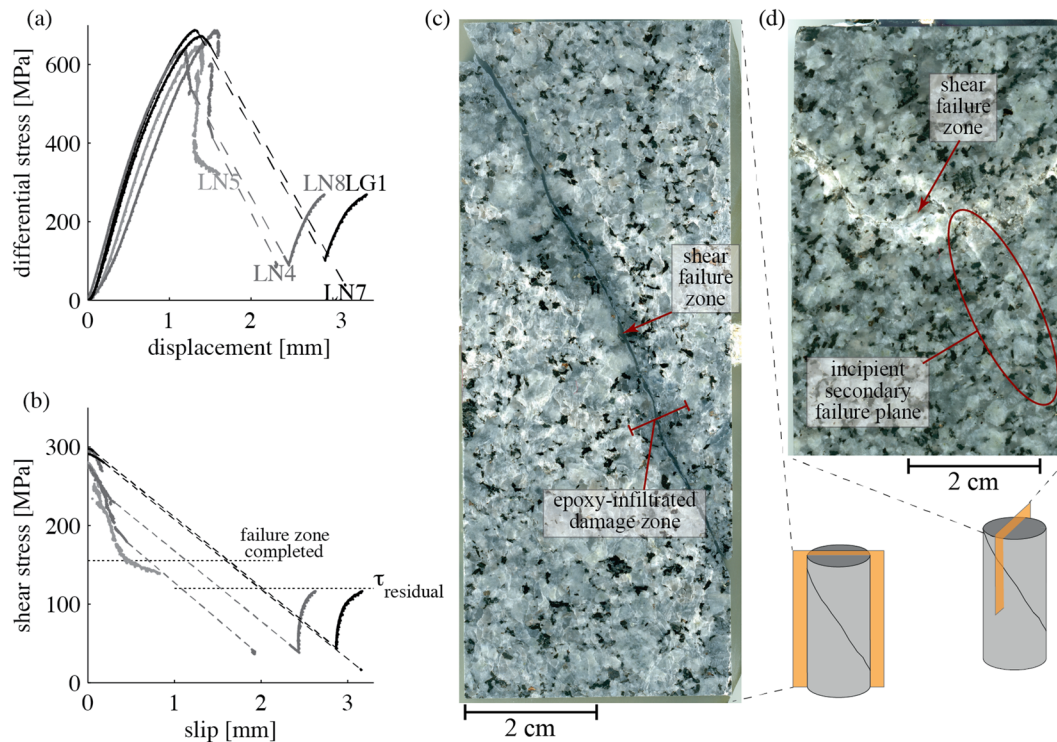 (a)
600
400
200
0
differential stress [MPa]
LN5
LN8 LG1
LN4
LN7
0
1
2
3
displacement [mm]
(b)
300
200
100
0
shear stress [MPa]
failure zone
completed
τresidual
0
1
2
3
slip [mm]
(c)
shear
failure
zone
epoxy-infiltrated
damage zone
2 cm
(d)
shear
failure
zone
incipient
secondary
failure plane
2 cm